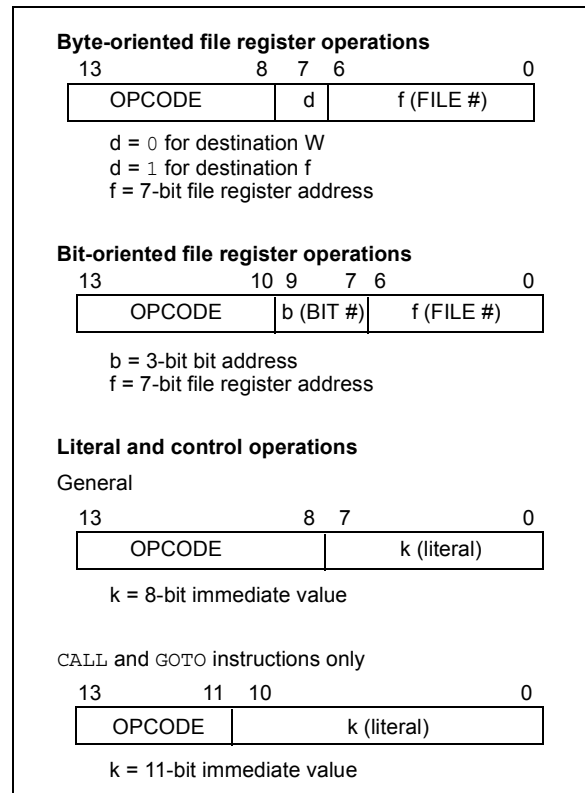 Byte-oriented file register operations
13 8 7 6 0
OPCODE d f (FILE #)
d = 0 for destination W
d = 1 for destination f
f = 7-bit file register address
Bit-oriented file register operations
13 10 9 7 6 0
OPCODE b (BIT #) f (FILE #)
b = 3-bit bit address
f = 7-bit file register address
Literal and control operations
General
13 8 7 0
OPCODE k (literal)
k = 8-bit immediate value
CALL and GOTO instructions only
13 11 10 0
OPCODE k (literal)
k = 11-bit immediate value